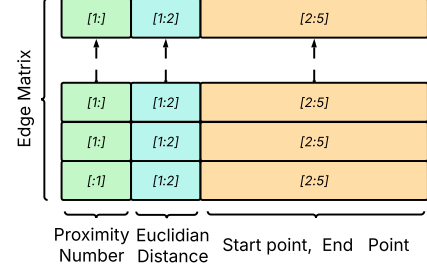 [1:] [1:2] [2:5]
[1:] [1:2] [2:5]
[1:] [1:2] [2:5]
[:1] [1:2] [2:5]
Edge Matrix
Proximity Number
Euclidian Distance
Start point, End Point